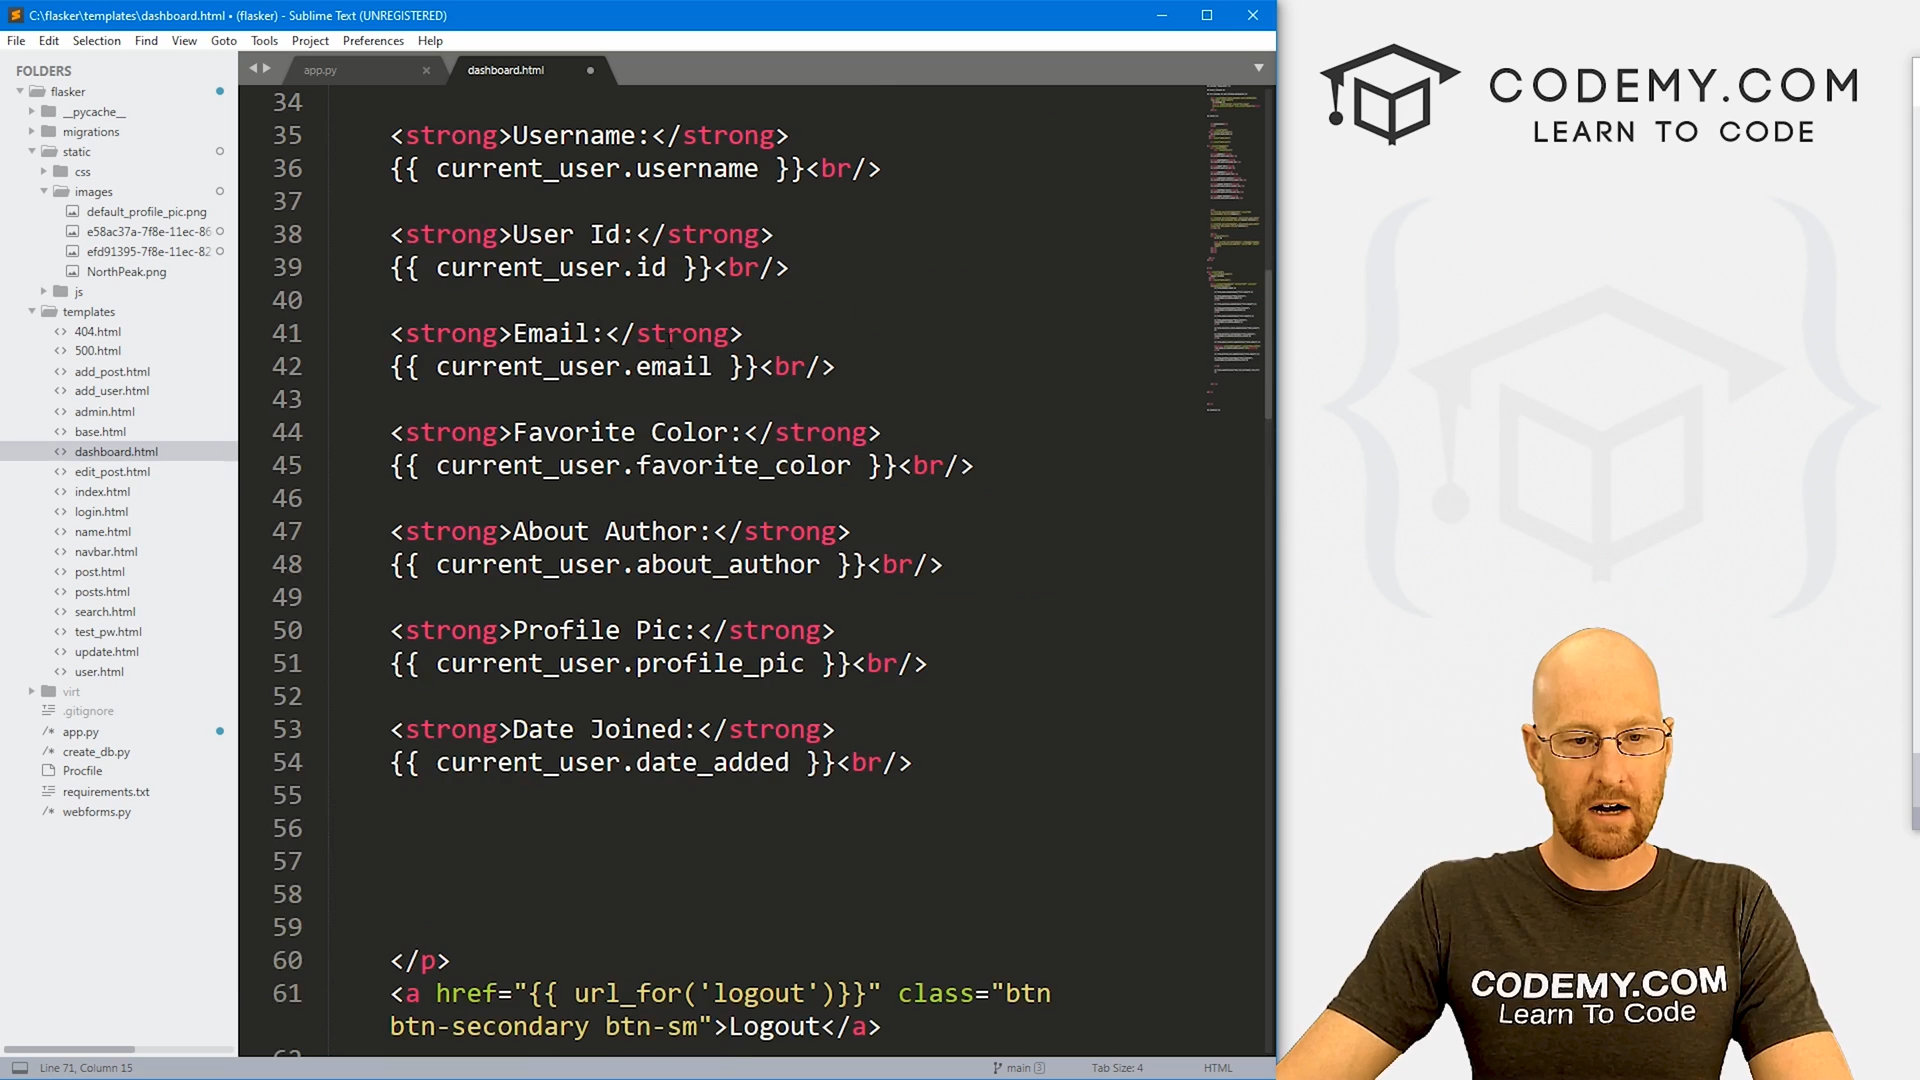 C:\flasker\templates\dashboard.html • (flasker) - Sublime Text (UNREGISTERED)
File Edit Selection Find View Goto Tools Project Preferences Help
FOLDERS
flasker
__pycache__
migrations
static
css
images
default_profile_pic.png
e58ac37a-7f8e-11ec-86
efd91395-7f8e-11ec-82
NorthPeak.png
js
templates
404.html
500.html
add_post.html
add_user.html
admin.html
base.html
dashboard.html
edit_post.html
index.html
login.html
name.html
navbar.html
post.html
posts.html
search.html
test_pw.html
update.html
user.html
virt
.gitignore
app.py
create_db.py
Procfile
requirements.txt
webforms.py
app.py
dashboard.html
34
35 <strong>Username:</strong>
36 {{ current_user.username }}<br/>
37
38 <strong>User Id:</strong>
39 {{ current_user.id }}<br/>
40
41 <strong>Email:</strong>
42 {{ current_user.email }}<br/>
43
44 <strong>Favorite Color:</strong>
45 {{ current_user.favorite_color }}<br/>
46
47 <strong>About Author:</strong>
48 {{ current_user.about_author }}<br/>
49
50 <strong>Profile Pic:</strong>
51 {{ current_user.profile_pic }}<br/>
52
53 <strong>Date Joined:</strong>
54 {{ current_user.date_added }}<br/>
55
56
57
58
59
60 </p>
61 <a href="{{ url_for('logout')}}" class="btn
btn-secondary btn-sm">Logout</a>
Line 71, Column 15
main 3
Tab Size: 4
HTML
CODEMY.COM
LEARN TO CODE
CODEMY.COM
Learn To Code